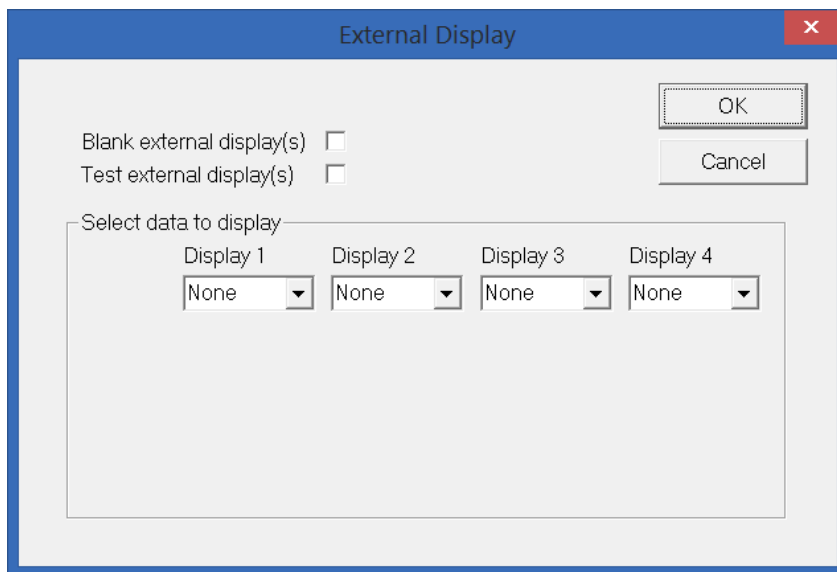 External Display
OK
Blank external display(s)
Cancel
Test external display(s)
Select data to display
Display 1 Display 2 Display 3 Display 4
None None None None